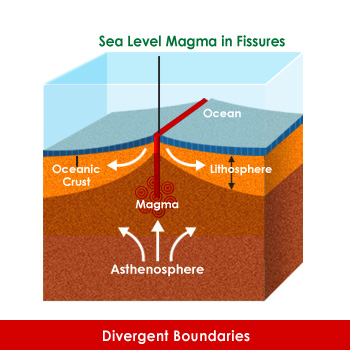 Sea Level Magma in Fissures
Ocean
Oceanic
Crust
Lithosphere
Magma
Asthenosphere
Divergent Boundaries